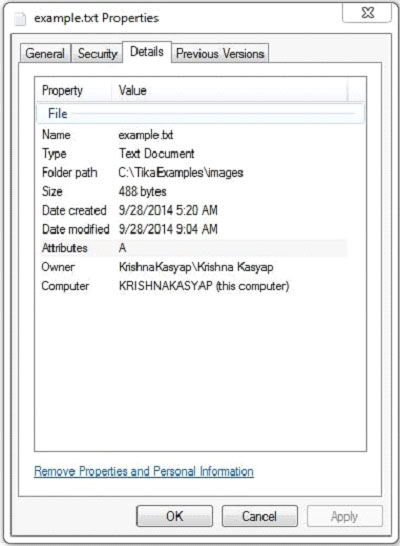 example.txt Properties
General Security Details Previous Versions
Property Value
File
Name example.txt
Type Text Document
Folder path C:\TikaExamples\images
Size 488 bytes
Date created 9/28/2014 5:20 AM
Date modified 9/28/2014 9:04 AM
Attributes A
Owner KrishnaKasyap\Krishna Kasyap
Computer KRISHNAKASYAP (this computer)
Remove Properties and Personal Information
OK Cancel Apply